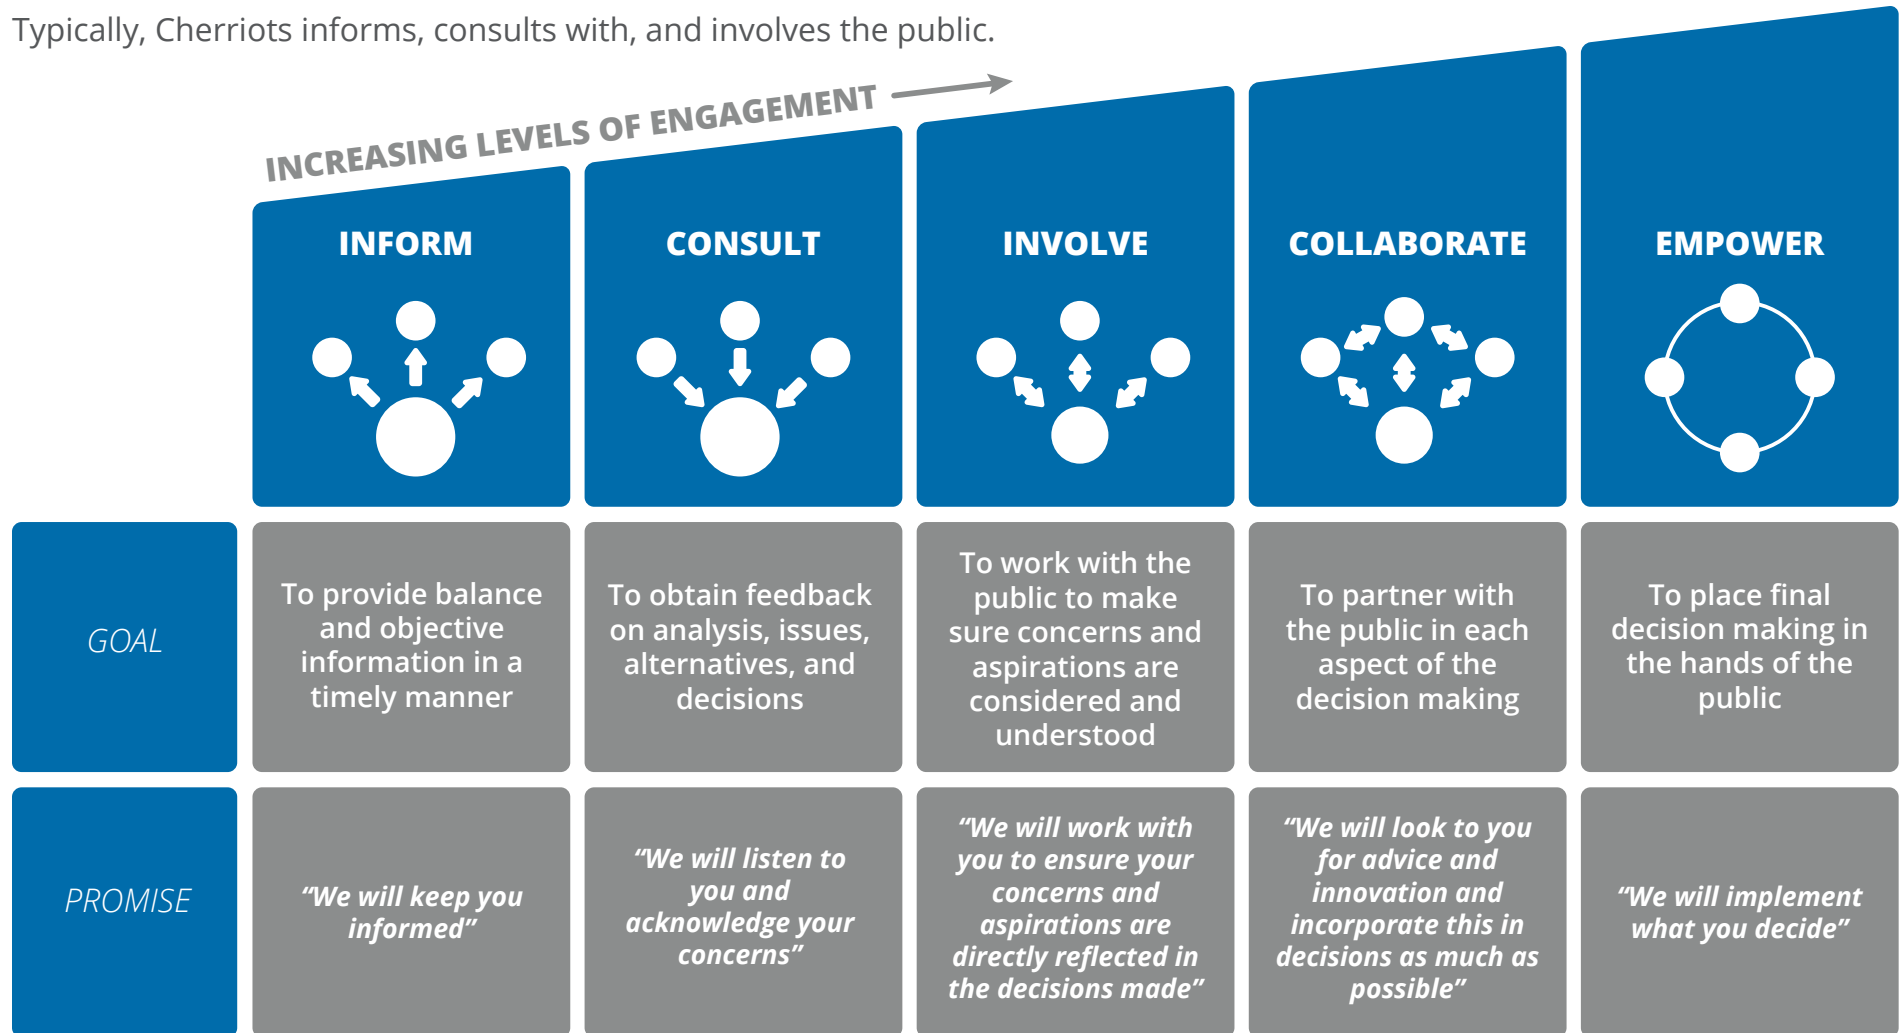 Typically, Cherriots informs, consults with, and involves the public.
INCREASING LEVELS OF ENGAGEMENT
INFORM
CONSULT
INVOLVE
COLLABORATE
EMPOWER
GOAL
To provide balance
and objective
information in a
timely manner
To obtain feedback
on analysis, issues,
alternatives, and
decisions
To work with the
public to make
sure concerns and
aspirations are
considered and
understood
To partner with
the public in each
aspect of the
decision making
To place final
decision making in
the hands of the
public
PROMISE
“We will keep you
informed”
“We will listen to
you and
acknowledge your
concerns”
“We will work with
you to ensure your
concerns and
aspirations are
directly reflected in
the decisions made”
“We will look to you
for advice and
innovation and
incorporate this in
decisions as much as
possible”
“We will implement
what you decide”